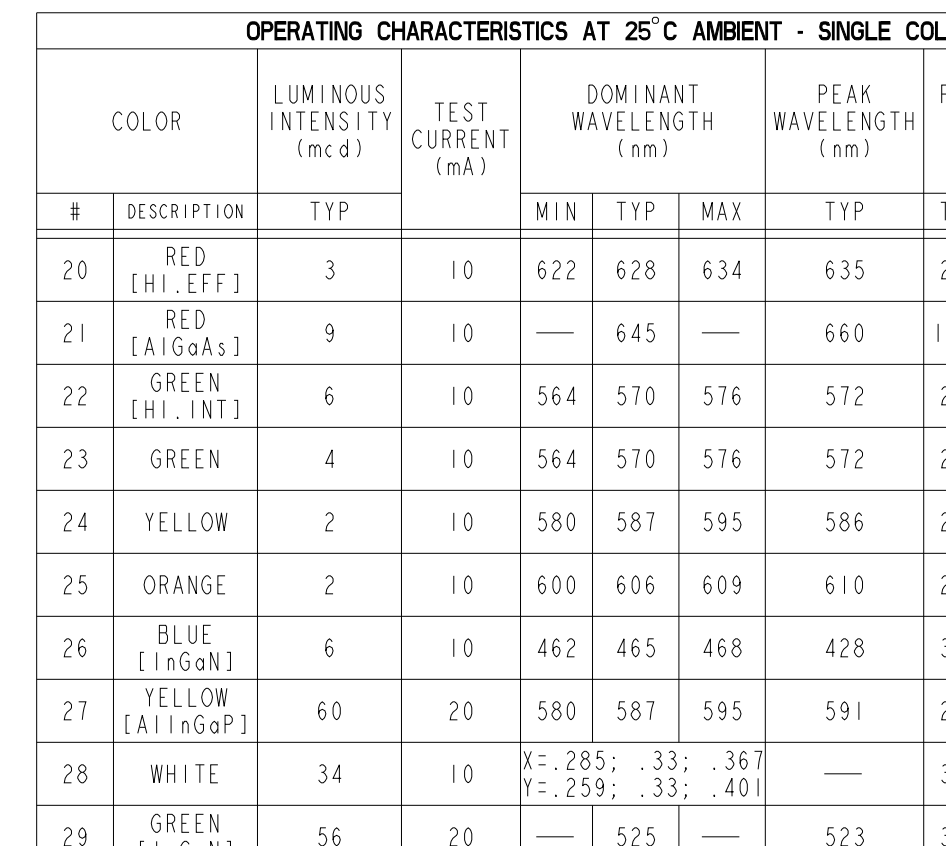 OPERATING CHARACTERISTICS AT 25°C AMBIENT - SINGLE COL
COLOR
LUMINOUS
INTENSITY
(mcd)
TEST
CURRENT
(mA)
DOMINANT
WAVELENGTH
(nm)
PEAK
WAVELENGTH
(nm)
# DESCRIPTION TYP MIN TYP MAX TYP
20 RED [HI.EFF] 3 10 622 628 634 635
21 RED [AlGaAs] 9 10 — 645 — 660
22 GREEN [HI.INT] 6 10 564 570 576 572
23 GREEN 4 10 564 570 576 572
24 YELLOW 2 10 580 587 595 586
25 ORANGE 2 10 600 606 609 610
26 BLUE [InGaN] 6 10 462 465 468 428
27 YELLOW [AlInGaP] 60 20 580 587 595 591
28 WHITE 34 10 X=.285; .33; .367 —
Y=.259; .33; .401
29 GREEN 56 20 — 525 — 523